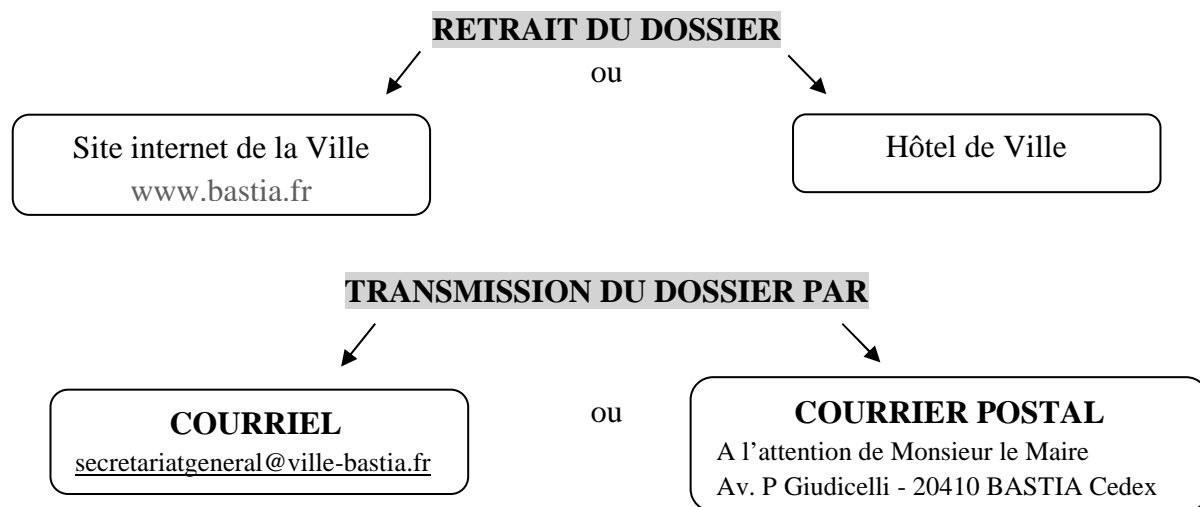 RETRAIT DU DOSSIER
ou
Site internet de la Ville
www.bastia.fr
Hôtel de Ville
TRANSMISSION DU DOSSIER PAR
COURRIEL
secretariatgeneral@ville-bastia.fr
ou
COURRIER POSTAL
A l’attention de Monsieur le Maire
Av. P Giudicelli - 20410 BASTIA Cedex